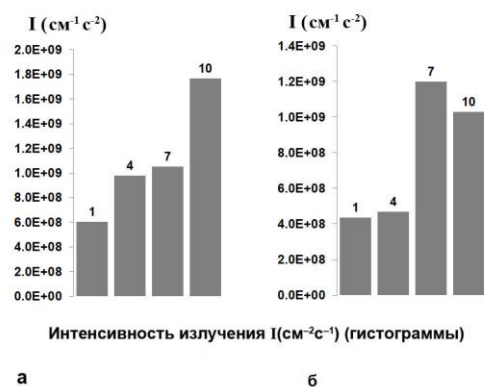 I (см⁻¹ с⁻²)
2.0E+09
1.8E+09
1.6E+09
1.4E+09
1.2E+09
1.0E+09
8.0E+08
6.0E+08
4.0E+08
2.0E+08
0.0E+00
1
4
7
10
I (см⁻¹ с⁻²)
1.4E+09
1.2E+09
1.0E+09
8.0E+08
6.0E+08
4.0E+08
2.0E+08
0.0E+00
1
4
7
10
Интенсивность излучения I(см⁻²с⁻¹) (гистограммы)
а
б